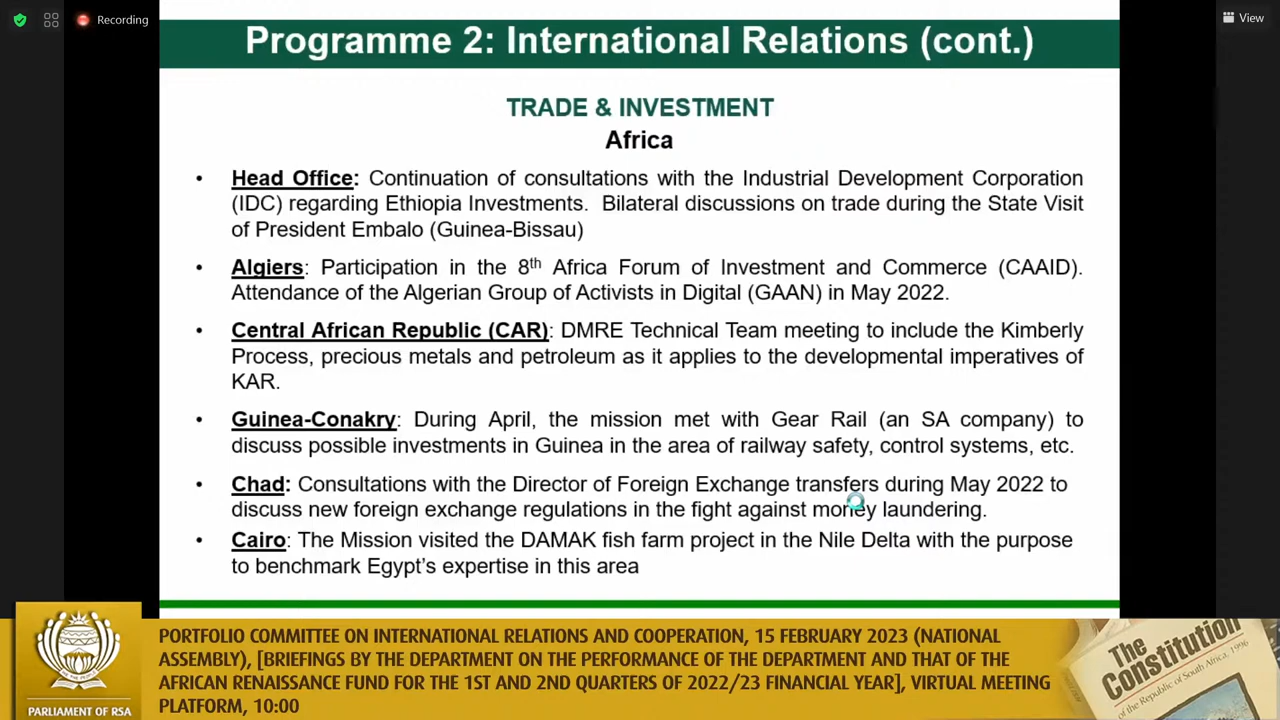 Recording
View
Programme 2: International Relations (cont.)
TRADE & INVESTMENT
Africa
• Head Office: Continuation of consultations with the Industrial Development Corporation
(IDC) regarding Ethiopia Investments. Bilateral discussions on trade during the State Visit
of President Embalo (Guinea-Bissau)
• Algiers: Participation in the 8th Africa Forum of Investment and Commerce (CAAID).
Attendance of the Algerian Group of Activists in Digital (GAAN) in May 2022.
• Central African Republic (CAR): DMRE Technical Team meeting to include the Kimberly
Process, precious metals and petroleum as it applies to the developmental imperatives of
KAR.
• Guinea-Conakry: During April, the mission met with Gear Rail (an SA company) to
discuss possible investments in Guinea in the area of railway safety, control systems, etc.
• Chad: Consultations with the Director of Foreign Exchange transfers during May 2022 to
discuss new foreign exchange regulations in the fight against money laundering.
• Cairo: The Mission visited the DAMAK fish farm project in the Nile Delta with the purpose
to benchmark Egypt's expertise in this area
PORTFOLIO COMMITTEE ON INTERNATIONAL RELATIONS AND COOPERATION, 15 FEBRUARY 2023 (NATIONAL
ASSEMBLY), [BRIEFINGS BY THE DEPARTMENT ON THE PERFORMANCE OF THE DEPARTMENT AND THAT OF THE
AFRICAN RENAISSANCE FUND FOR THE 1ST AND 2ND QUARTERS OF 2022/23 FINANCIAL YEAR], VIRTUAL MEETING
PLATFORM, 10:00
PARLIAMENT OF RSA
The
Constitution
of the Republic of South Africa, 1996